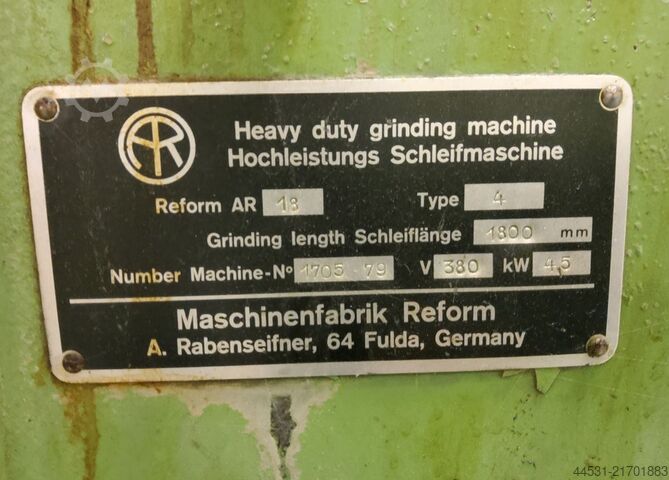 AR
Heavy duty grinding machine
Hochleistungs Schleifmaschine
Reform AR 18 Type 4
Grinding length Schleiflänge 1800 mm
Number Machine-No 1705 79 V 380 kW 4,5
Maschinenfabrik Reform
A. Rabenseifner, 64 Fulda, Germany
44531-21701883